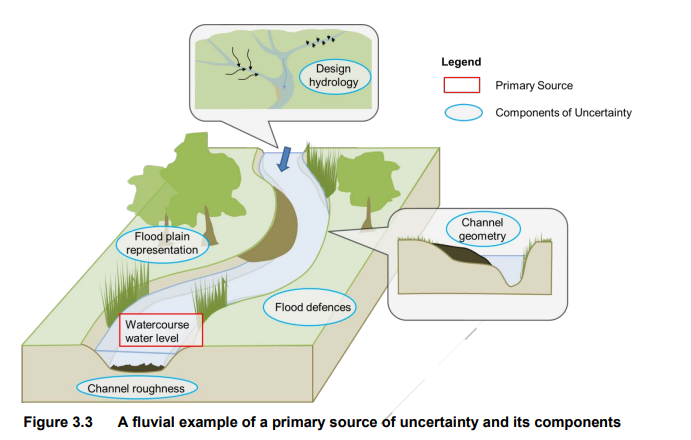 Design
hydrology
Legend
Primary Source
Components of Uncertainty
Channel
geometry
Flood plain
representation
Flood defences
Watercourse
water level
Channel roughness
Figure 3.3 A fluvial example of a primary source of uncertainty and its components